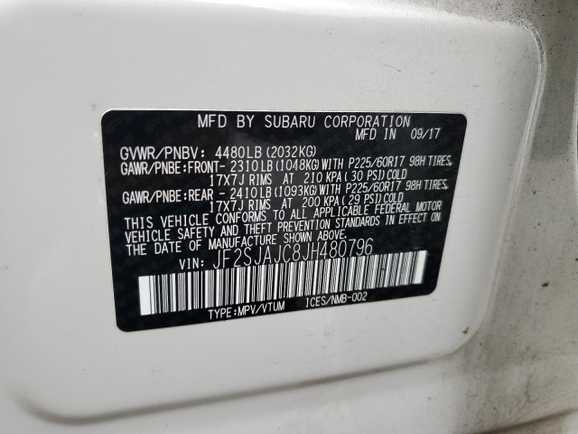 MFD BY SUBARU CORPORATION
MFD IN 09/17
GVWR/PNBV: 4480LB(2032KG)
GAWR/PNBE:FRONT- 2310LB(1048KG)WITH P225/60R17 98H TIRES,
17X7J RIMS AT 210 KPA(30 PSI)COLD
GAWR/PNBE:REAR - 2410LB(1093KG)WITH P225/60R17 98H TIRES,
17X7J RIMS AT 200 KPA(29 PSI)COLD
THIS VEHICLE CONFORMS TO ALL APPLICABLE FEDERAL MOTOR
VEHICLE SAFETY AND THEFT PREVENTION STANDARDS IN EFFECT ON
THE DATE OF MANUFACTURE SHOWN ABOVE.
VIN: JF2SJAJC8JH480796
TYPE:MPV/VTUM ICES/NMB-002